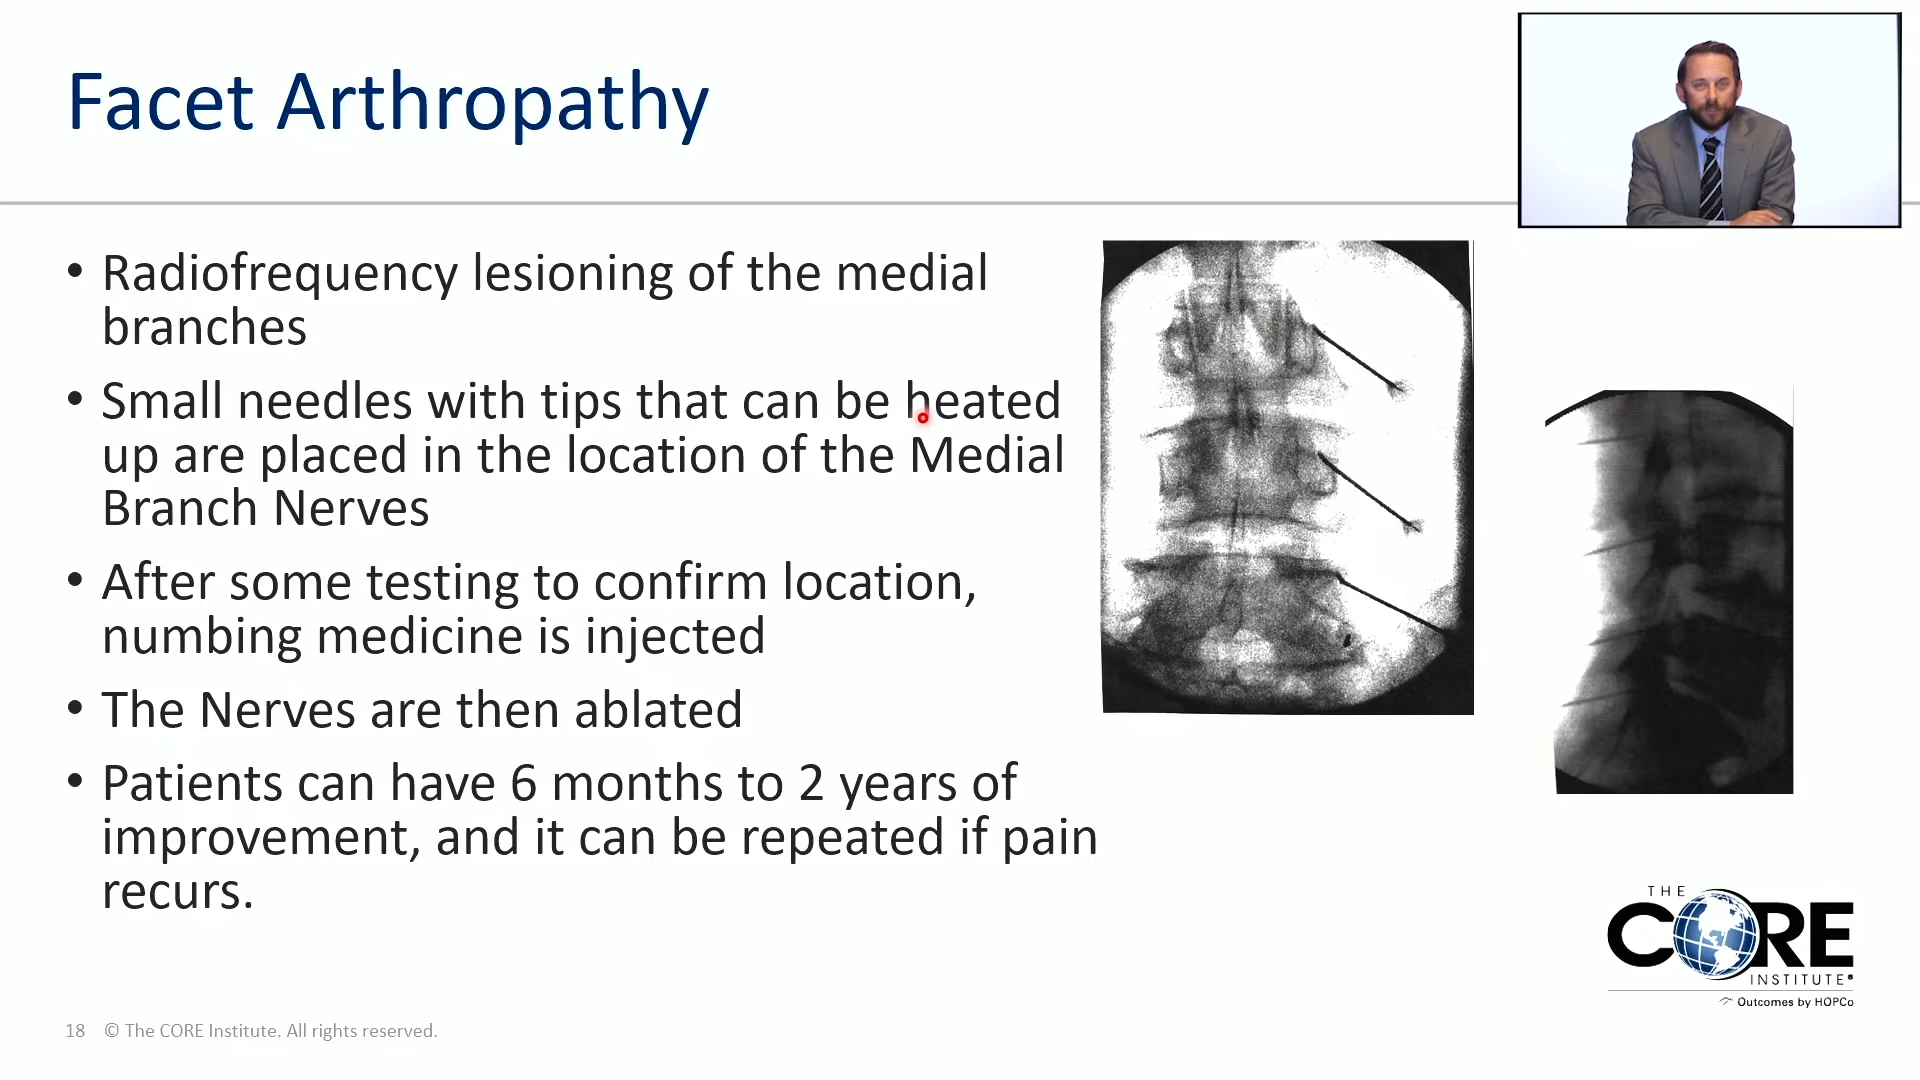 Facet Arthropathy
• Radiofrequency lesioning of the medial
branches
• Small needles with tips that can be heated
up are placed in the location of the Medial
Branch Nerves
• After some testing to confirm location,
numbing medicine is injected
• The Nerves are then ablated
• Patients can have 6 months to 2 years of
improvement, and it can be repeated if pain
recurs.
THE
CORE
INSTITUTE®
Outcomes by HOPCo
18 © The CORE Institute. All rights reserved.